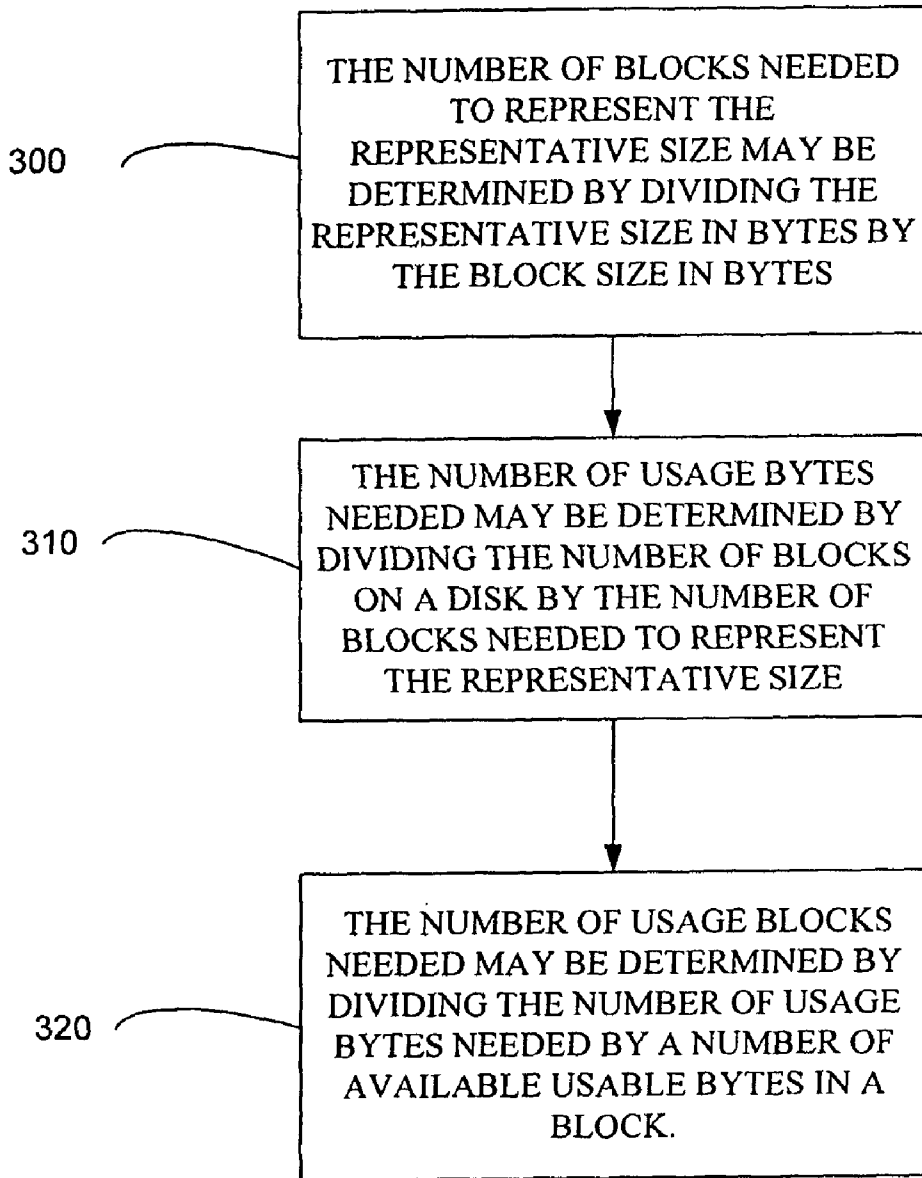 THE NUMBER OF BLOCKS NEEDED
TO REPRESENT THE
REPRESENTATIVE SIZE MAY BE
DETERMINED BY DIVIDING THE
REPRESENTATIVE SIZE IN BYTES BY
THE BLOCK SIZE IN BYTES
300
THE NUMBER OF USAGE BYTES
NEEDED MAY BE DETERMINED BY
DIVIDING THE NUMBER OF BLOCKS
ON A DISK BY THE NUMBER OF
BLOCKS NEEDED TO REPRESENT
THE REPRESENTATIVE SIZE
310
THE NUMBER OF USAGE BLOCKS
NEEDED MAY BE DETERMINED BY
DIVIDING THE NUMBER OF USAGE
BYTES NEEDED BY A NUMBER OF
AVAILABLE USABLE BYTES IN A
BLOCK.
320